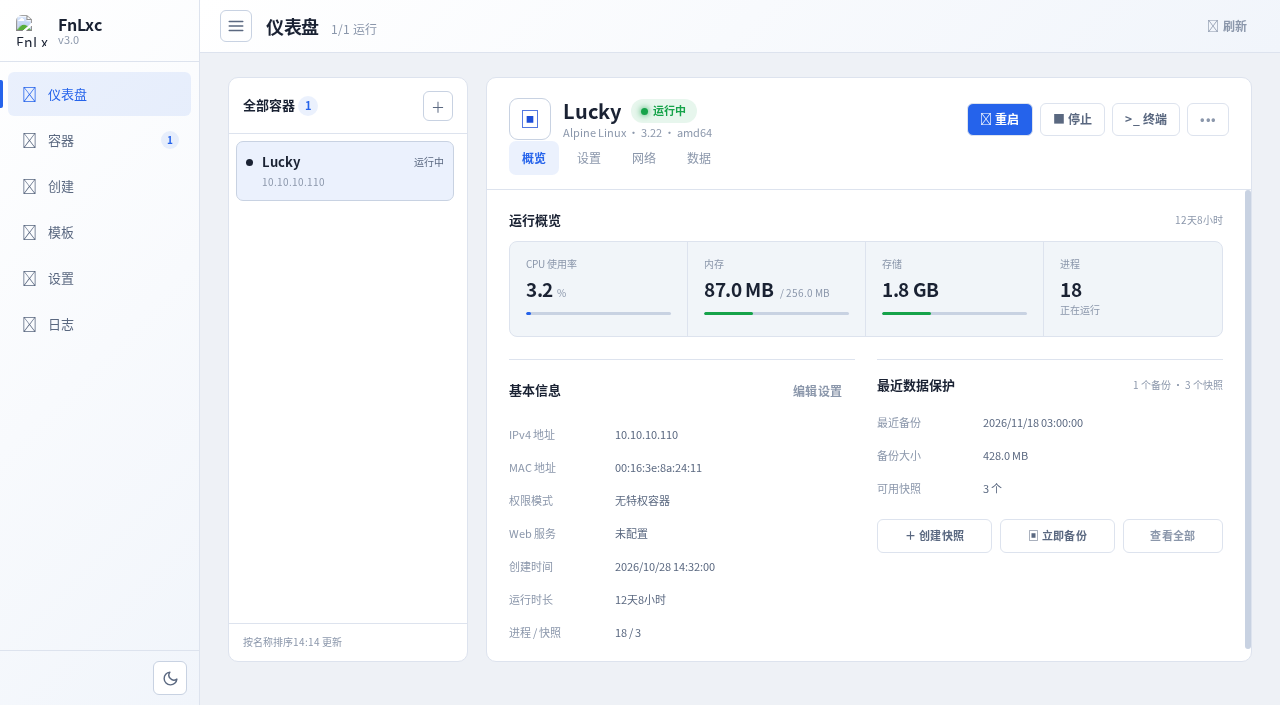 FnLxc
v3.0
仪表盘
容器 1
创建
模板
设置
日志
仪表盘 1/1 运行
刷新
全部容器 1
Lucky 运行中
10.10.10.110
按名称排序14:14 更新
Lucky 运行中
Alpine Linux · 3.22 · amd64
重启
停止
>_ 终端
概览 设置 网络 数据
运行概览 12天8小时
CPU 使用率
3.2 %
内存
87.0 MB / 256.0 MB
存储
1.8 GB
进程
18
正在运行
基本信息 编辑设置
IPv4 地址 10.10.10.110
MAC 地址 00:16:3e:8a:24:11
权限模式 无特权容器
Web 服务 未配置
创建时间 2026/10/28 14:32:00
运行时长 12天8小时
进程 / 快照 18 / 3
最近数据保护 1 个备份 · 3 个快照
最近备份 2026/11/18 03:00:00
备份大小 428.0 MB
可用快照 3 个
＋ 创建快照
立即备份
查看全部